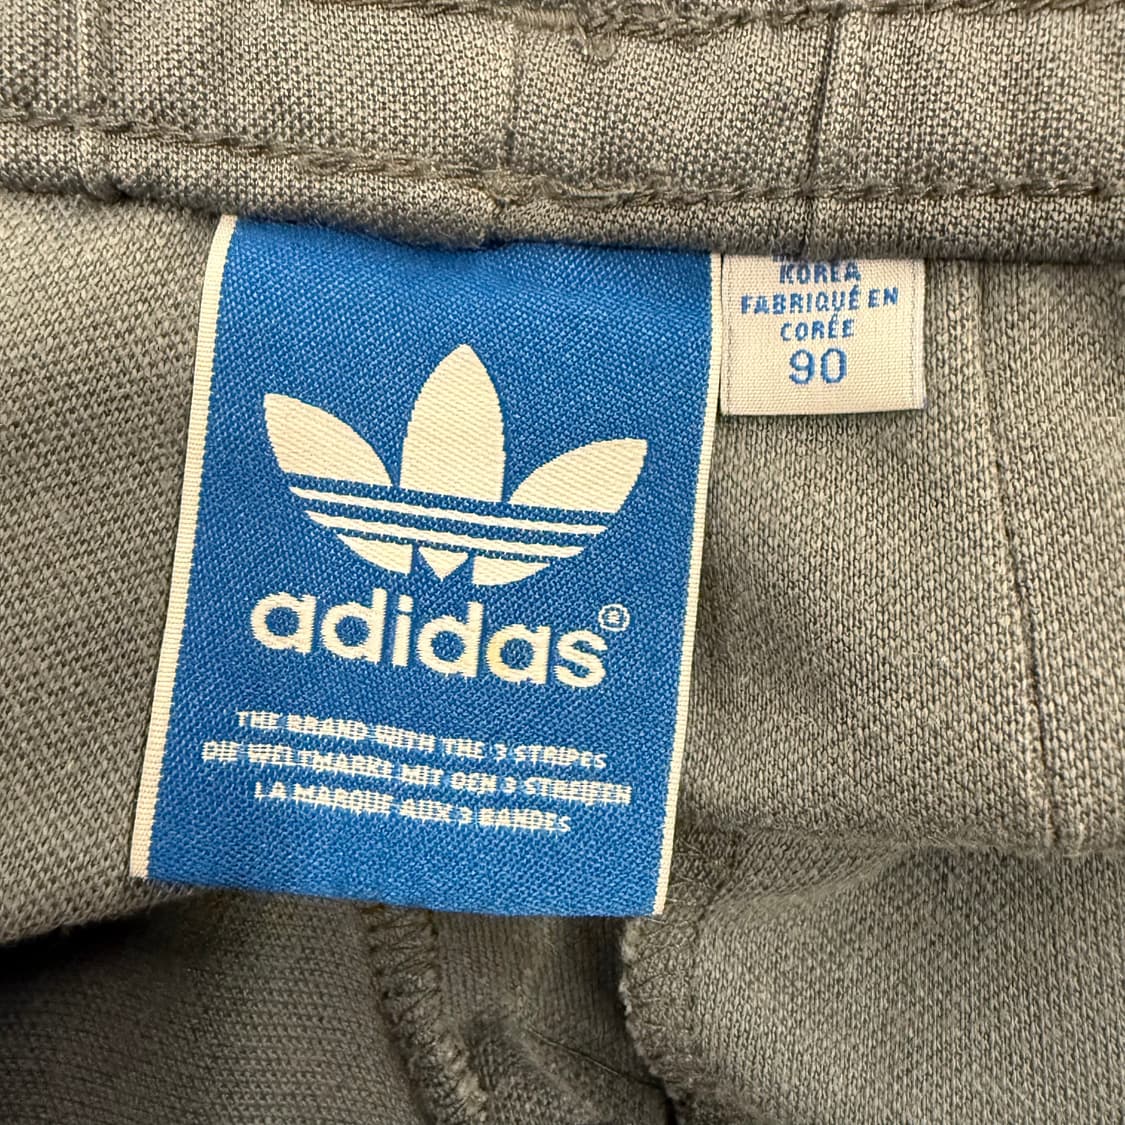 adidas®
THE BRAND WITH THE 3 STRIPES
DIE WELTMARKE MIT DEN 3 STREIFEN
LA MARQUE AUX 3 BANDES
KOREA
FABRIQUÉ EN
CORÉE
90